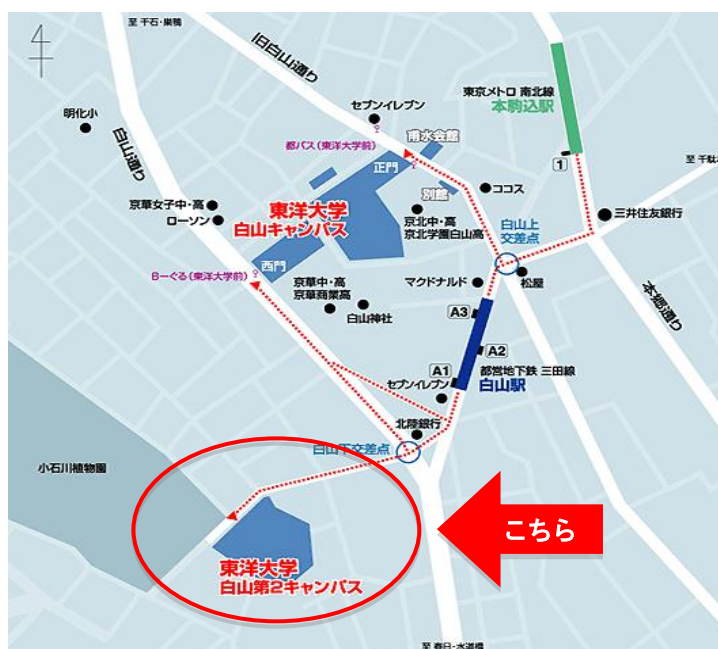 至 千石・巣鴨
旧白山通り
東京メトロ 南北線
本駒込駅
セブンイレブン
明化小
白山通り
都バス(東洋大学前)
甫水会館
正門
1
至 千駄
ココス
別館
京華女子中・高
ローソン
東洋大学
白山キャンパス
京北中・高
京北学園白山高
白山上
交差点
三井住友銀行
西門
Bーぐる(東洋大学前)
京華中・高
京華商業高
マクドナルド
松屋
白山神社
A3
本郷通り
A2
A1
都営地下鉄 三田線
白山駅
セブンイレブン
北陸銀行
白山下交差点
小石川植物園
こちら
東洋大学
白山第2キャンパス
至 春日・水道橋